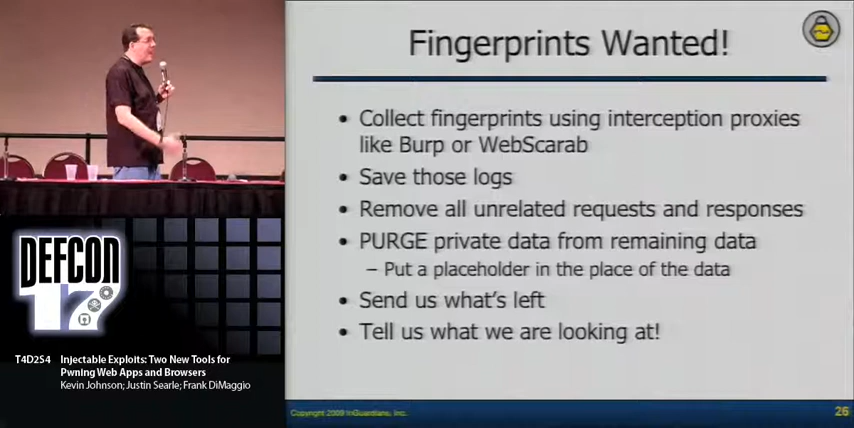 Fingerprints Wanted!
• Collect fingerprints using interception proxies
like Burp or WebScarab
• Save those logs
• Remove all unrelated requests and responses
• PURGE private data from remaining data
– Put a placeholder in the place of the data
• Send us what's left
• Tell us what we are looking at!
Copyright 2009 InGuardians, Inc.
26
DEFCON
17
T4D2S4 Injectable Exploits: Two New Tools for
Pwning Web Apps and Browsers
Kevin Johnson; Justin Searle; Frank DiMaggio